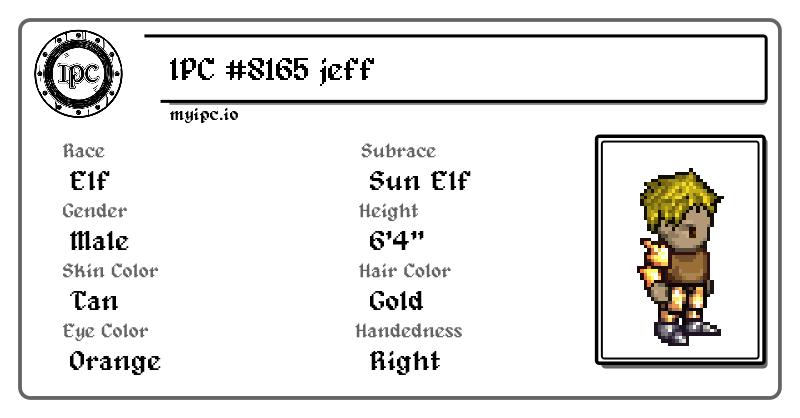 IPC
IPC #8165 jeff
myipc.io
Race
Elf
Subrace
Sun Elf
Gender
Male
Height
6'4"
Skin Color
Tan
Hair Color
Gold
Eye Color
Orange
Handedness
Right